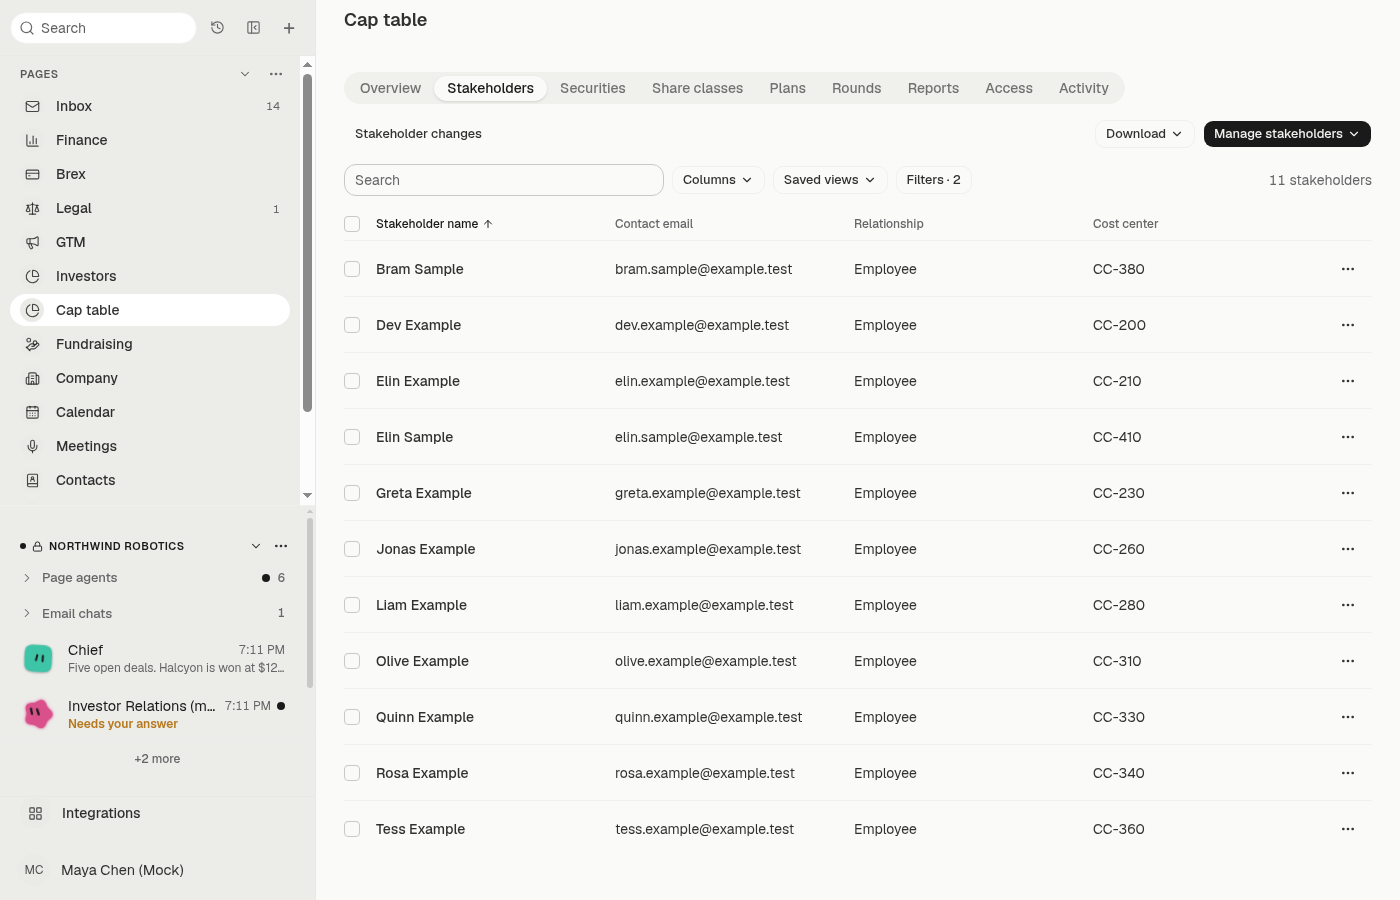 Search
PAGES
Inbox 14
Finance
Brex
Legal 1
GTM
Investors
Cap table
Fundraising
Company
Calendar
Meetings
Contacts
NORTHWIND ROBOTICS
Page agents 6
Email chats 1
Chief 7:11 PM
Five open deals. Halcyon is won at $12…
Investor Relations (m… 7:11 PM
Needs your answer
+2 more
Integrations
MC Maya Chen (Mock)
Cap table
Overview Stakeholders Securities Share classes Plans Rounds Reports Access Activity
Stakeholder changes Download Manage stakeholders
Search Columns Saved views Filters · 2 11 stakeholders
Stakeholder name Contact email Relationship Cost center
Bram Sample bram.sample@example.test Employee CC-380
Dev Example dev.example@example.test Employee CC-200
Elin Example elin.example@example.test Employee CC-210
Elin Sample elin.sample@example.test Employee CC-410
Greta Example greta.example@example.test Employee CC-230
Jonas Example jonas.example@example.test Employee CC-260
Liam Example liam.example@example.test Employee CC-280
Olive Example olive.example@example.test Employee CC-310
Quinn Example quinn.example@example.test Employee CC-330
Rosa Example rosa.example@example.test Employee CC-340
Tess Example tess.example@example.test Employee CC-360